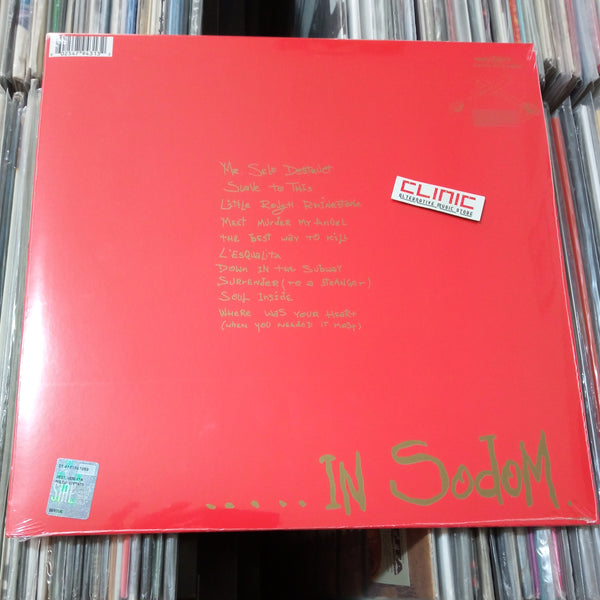 CLINIC
ALTERNATIVE MUSIC STORE
Mr. Self Destruct
Slave to This
Little Rough Rhinestone
Meet Murder My Angel
The Best Way to Kill
L'Esqualita
Down in the Subway
Surrender (to a stranger)
Soul Inside
Where was your heart
(when you needed it most)
SIAE
..... IN SODOM.